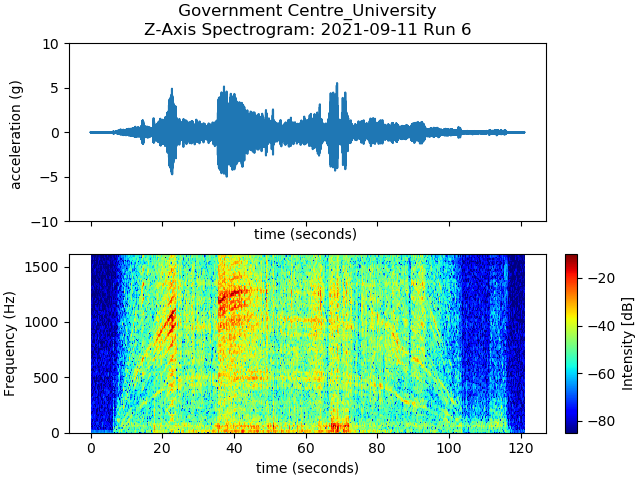 Government Centre_University
Z-Axis Spectrogram: 2021-09-11 Run 6
10
5
0
−5
−10
acceleration (g)
time (seconds)
1500
1000
500
0
Frequency (Hz)
0 20 40 60 80 100 120
time (seconds)
−20
−40
−60
−80
Intensity [dB]